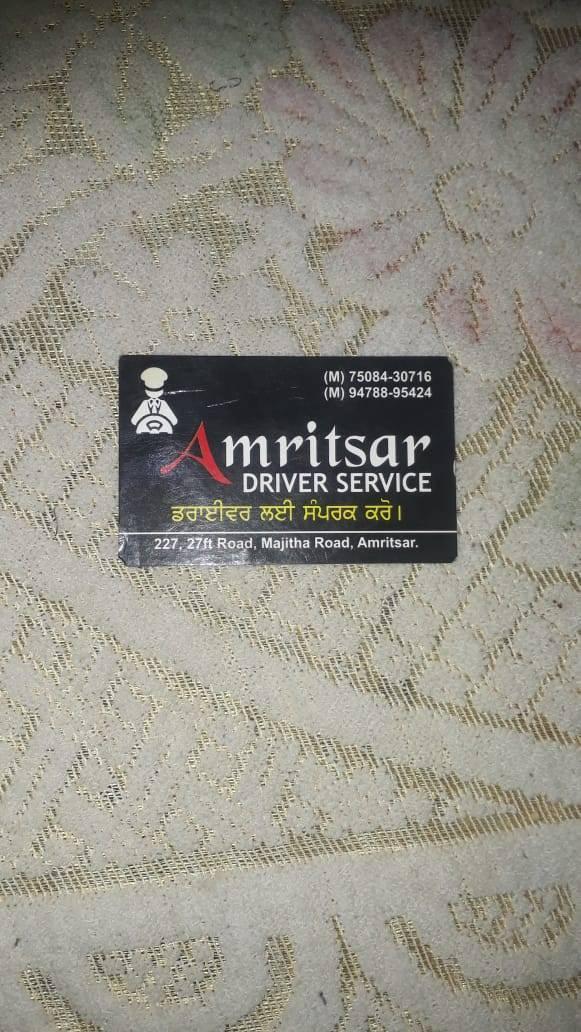 (M) 75084-30716
(M) 94788-95424
Amritsar
DRIVER SERVICE
ਡਰਾਈਵਰ ਲਈ ਸੰਪਰਕ ਕਰੋ।
227, 27ft Road, Majitha Road, Amritsar.